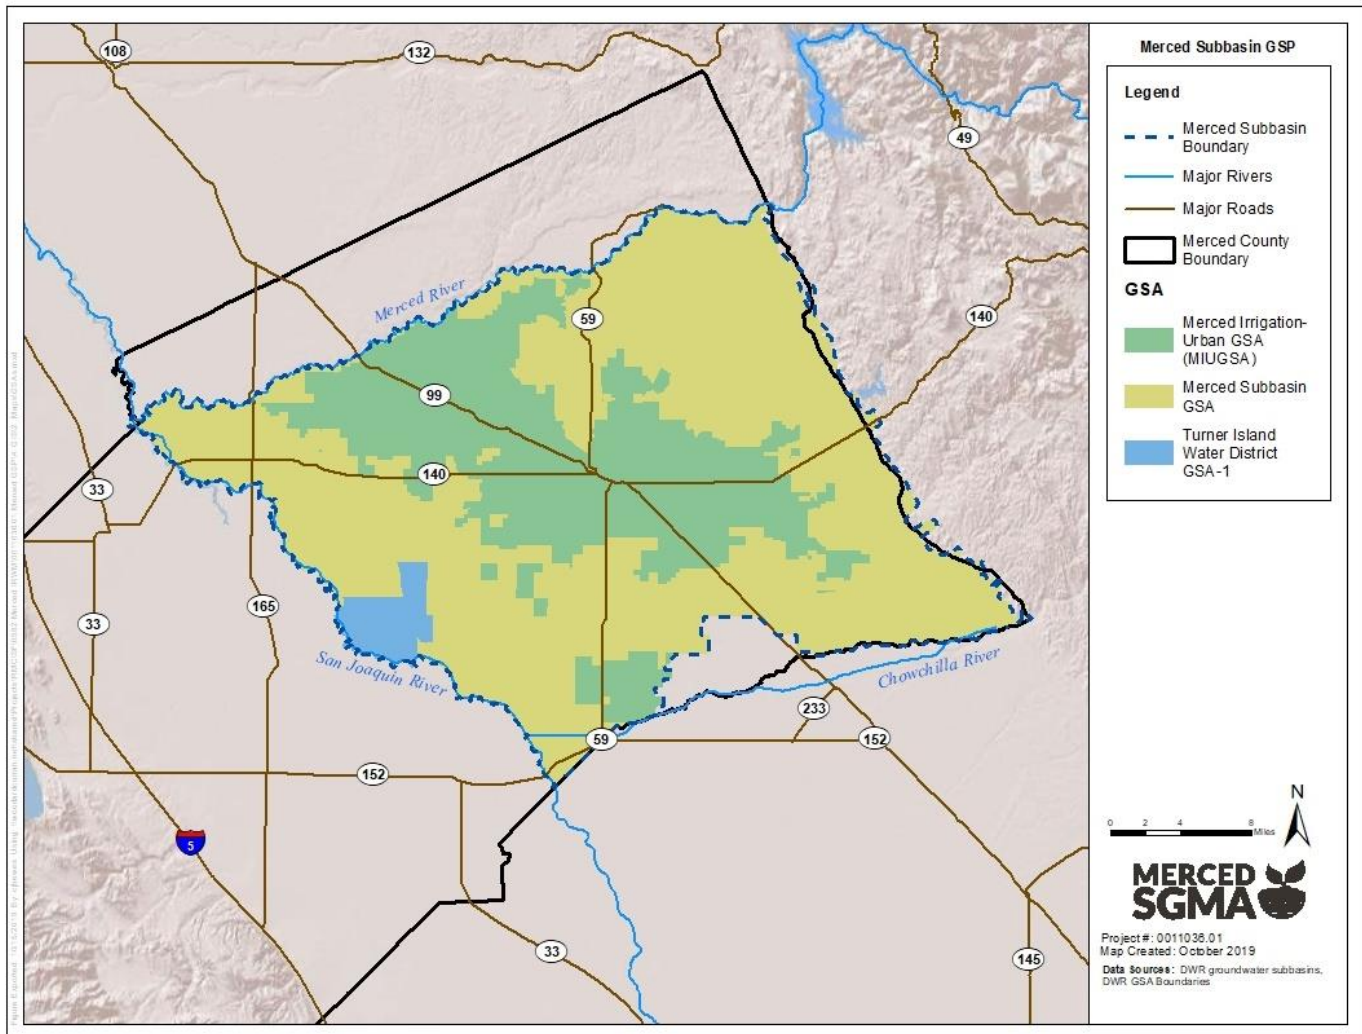 108
132
49
Merced River
59
140
99
140
33
33
165
San Joaquin River
Chowchilla River
233
59
152
152
5
33
145
Merced Subbasin GSP
Legend
Merced Subbasin
Boundary
Major Rivers
Major Roads
Merced County
Boundary
GSA
Merced Irrigation-
Urban GSA
(MIUGSA)
Merced Subbasin
GSA
Turner Island
Water District
GSA-1
N
0 2 4 8
Miles
MERCED
SGMA
Project #: 0011036.01
Map Created: October 2019
Data Sources: DWR groundwater subbasins,
DWR GSA Boundaries